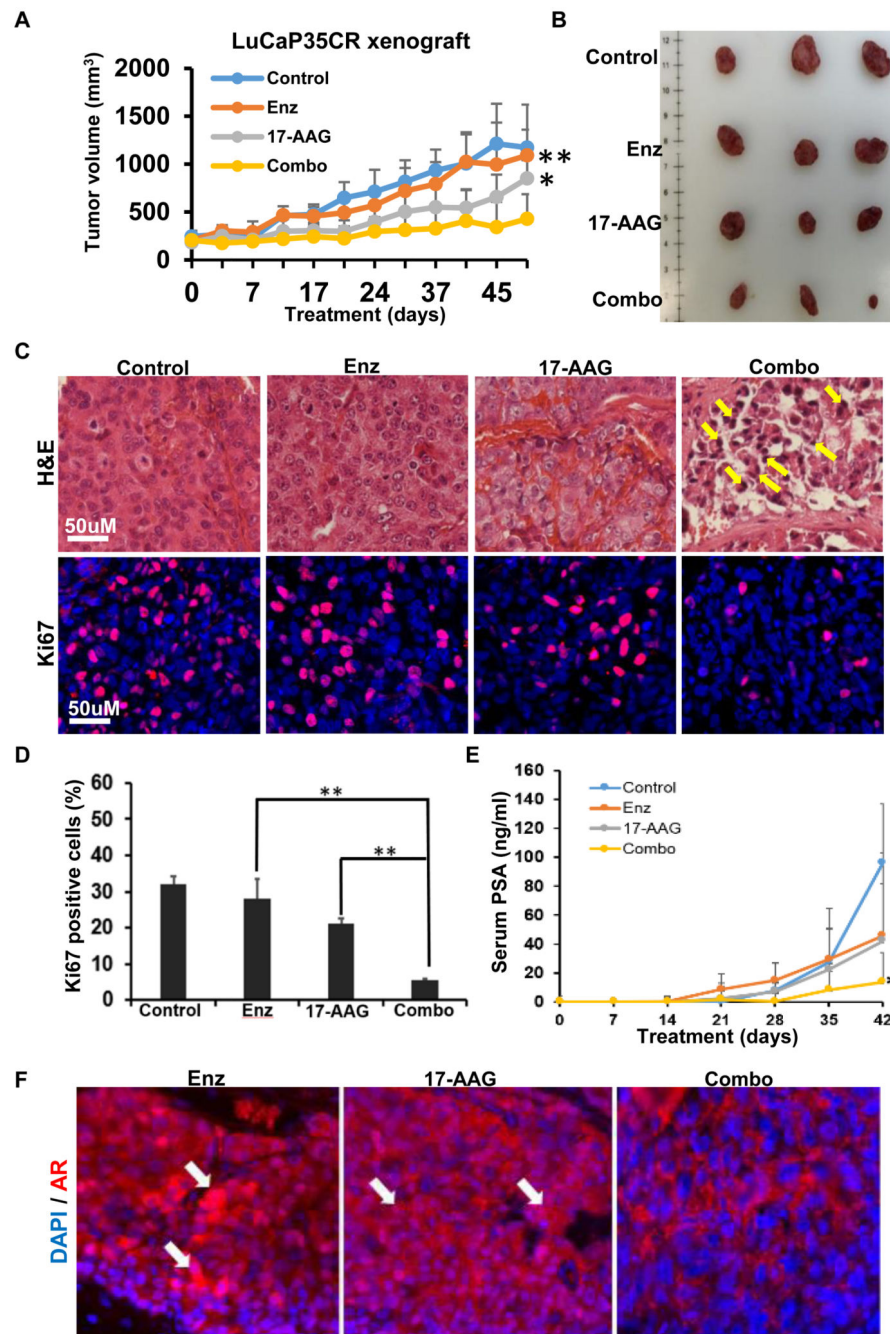 A
LuCaP35CR xenograft
Tumor volume (mm³)
2000
1500
1000
500
0
Control
Enz
17-AAG
Combo
**
*
0 7 17 24 37 45
Treatment (days)
B
Control
Enz
17-AAG
Combo
C
Control Enz 17-AAG Combo
H&E
50uM
Ki67
50uM
D
Ki67 positive cells (%)
60
50
40
30
20
10
0
**
**
Control Enz 17-AAG Combo
E
Serum PSA (ng/ml)
160
140
120
100
80
60
40
20
0
Control
Enz
17-AAG
Combo
*
0 7 14 21 28 35 42
Treatment (days)
F
Enz 17-AAG Combo
DAPI / AR